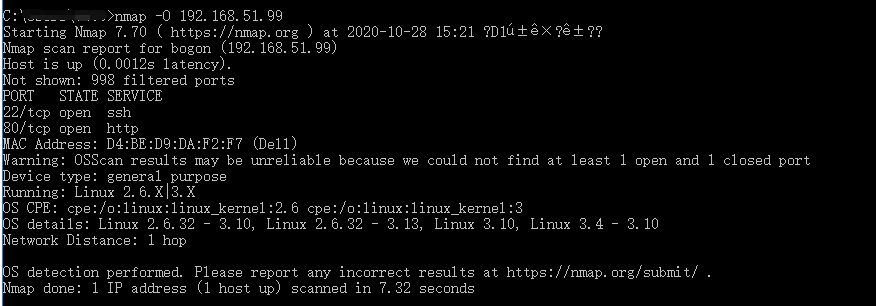 C:\>nmap -O 192.168.51.99
Starting Nmap 7.70 ( https://nmap.org ) at 2020-10-28 15:21 ?D1ú±ê×?ê±??
Nmap scan report for bogon (192.168.51.99)
Host is up (0.0012s latency).
Not shown: 998 filtered ports
PORT   STATE SERVICE
22/tcp open  ssh
80/tcp open  http
MAC Address: D4:BE:D9:DA:F2:F7 (Dell)
Warning: OSScan results may be unreliable because we could not find at least 1 open and 1 closed port
Device type: general purpose
Running: Linux 2.6.X|3.X
OS CPE: cpe:/o:linux:linux_kernel:2.6 cpe:/o:linux:linux_kernel:3
OS details: Linux 2.6.32 - 3.10, Linux 2.6.32 - 3.13, Linux 3.10, Linux 3.4 - 3.10
Network Distance: 1 hop
OS detection performed. Please report any incorrect results at https://nmap.org/submit/ .
Nmap done: 1 IP address (1 host up) scanned in 7.32 seconds